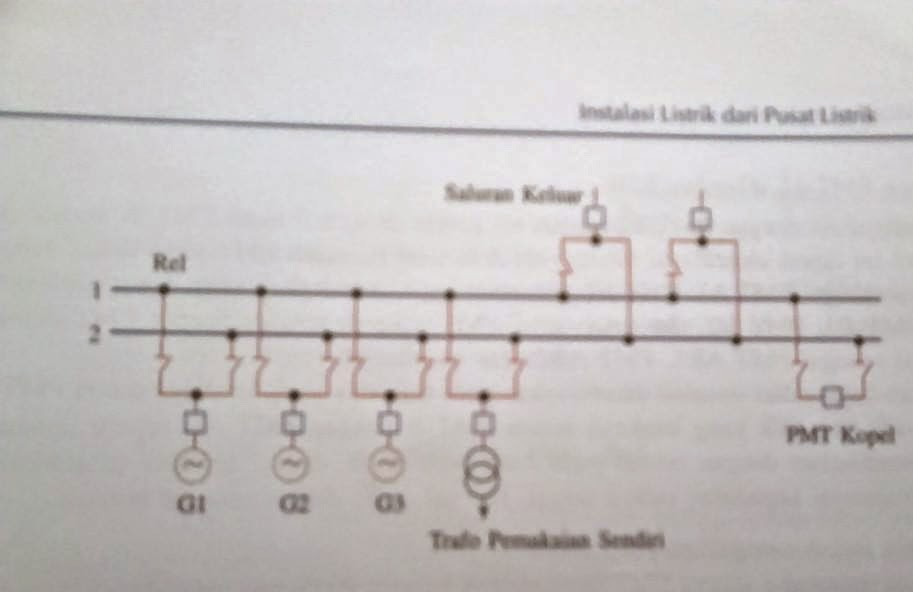 Instalasi Listrik dari Pusat Listrik
Saluran Keluar
Rel
1
2
PMT Kopel
G1 G2 G3
Trafo Pemakaian Sendiri